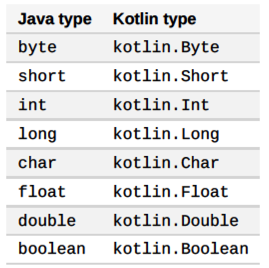 Java type Kotlin type
byte kotlin.Byte
short kotlin.Short
int kotlin.Int
long kotlin.Long
char kotlin.Char
float kotlin.Float
double kotlin.Double
boolean kotlin.Boolean